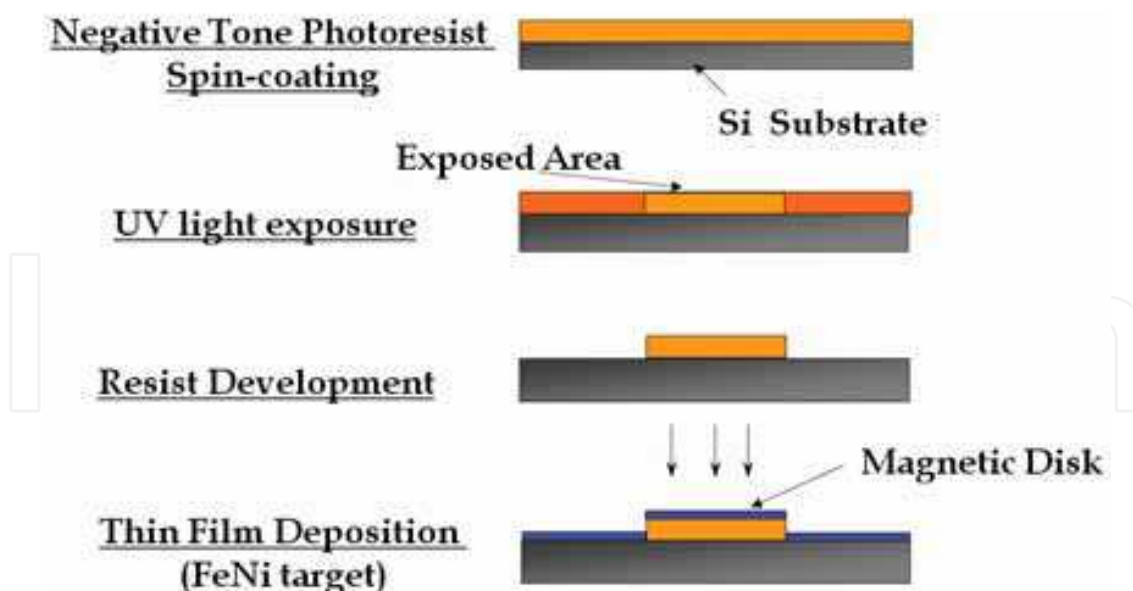 Negative Tone Photoresist
Spin-coating
Si Substrate
Exposed Area
UV light exposure
Resist Development
Magnetic Disk
Thin Film Deposition
(FeNi target)